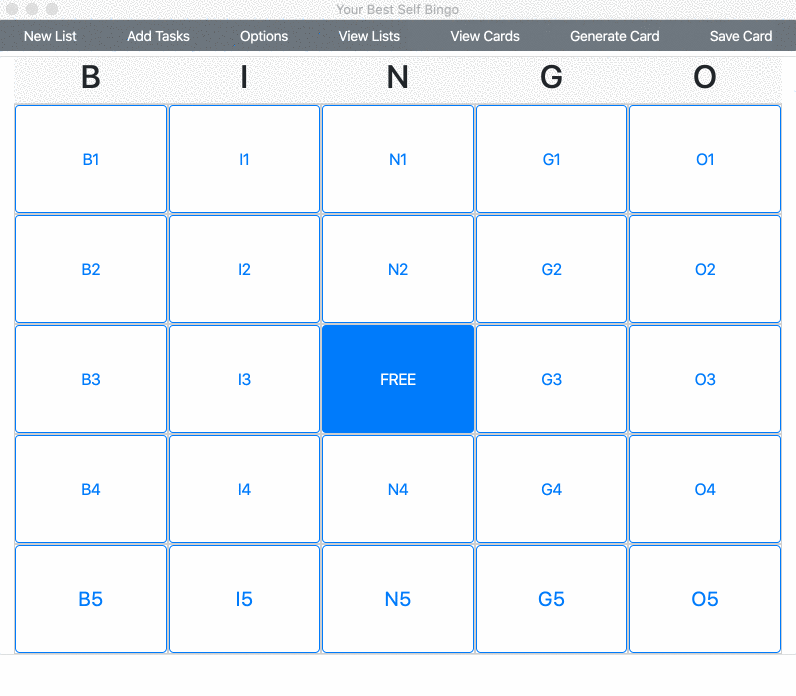 Your Best Self Bingo
New List Add Tasks Options View Lists View Cards Generate Card Save Card
B I N G O
B1 I1 N1 G1 O1
B2 I2 N2 G2 O2
B3 I3 FREE G3 O3
B4 I4 N4 G4 O4
B5 I5 N5 G5 O5